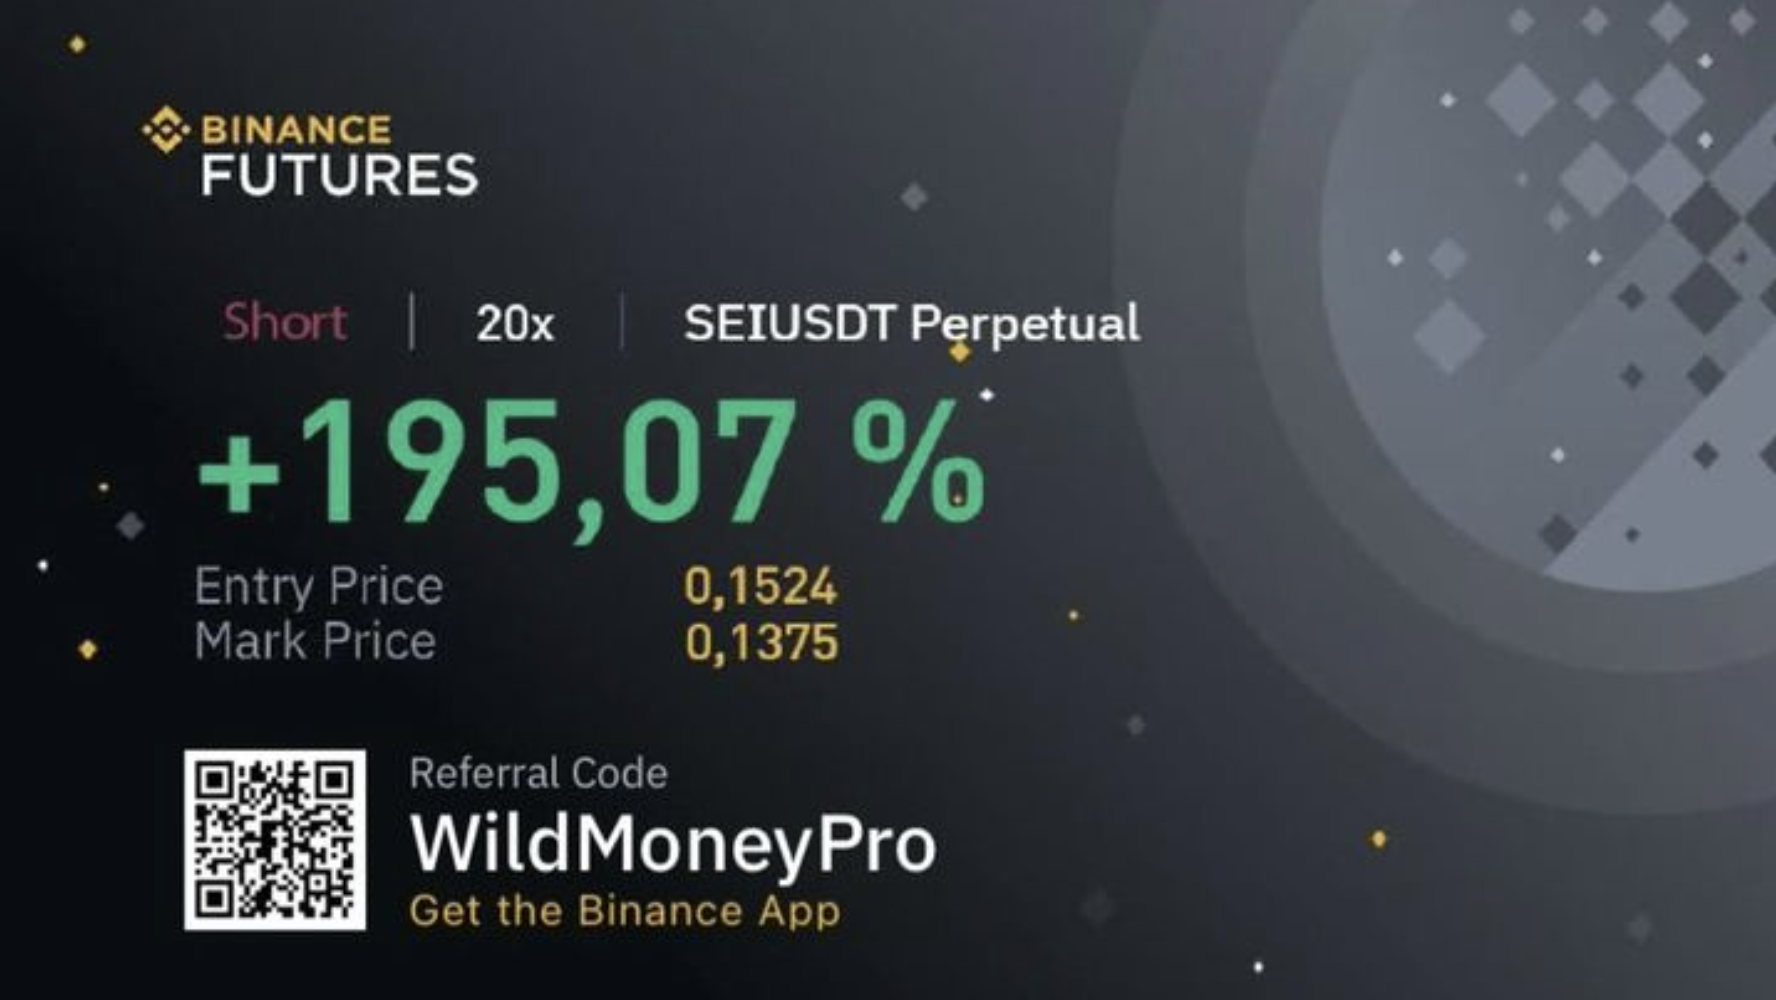 BINANCE
FUTURES
Short | 20x | SEIUSDT Perpetual
+195,07 %
Entry Price 0,1524
Mark Price 0,1375
Referral Code
WildMoneyPro
Get the Binance App